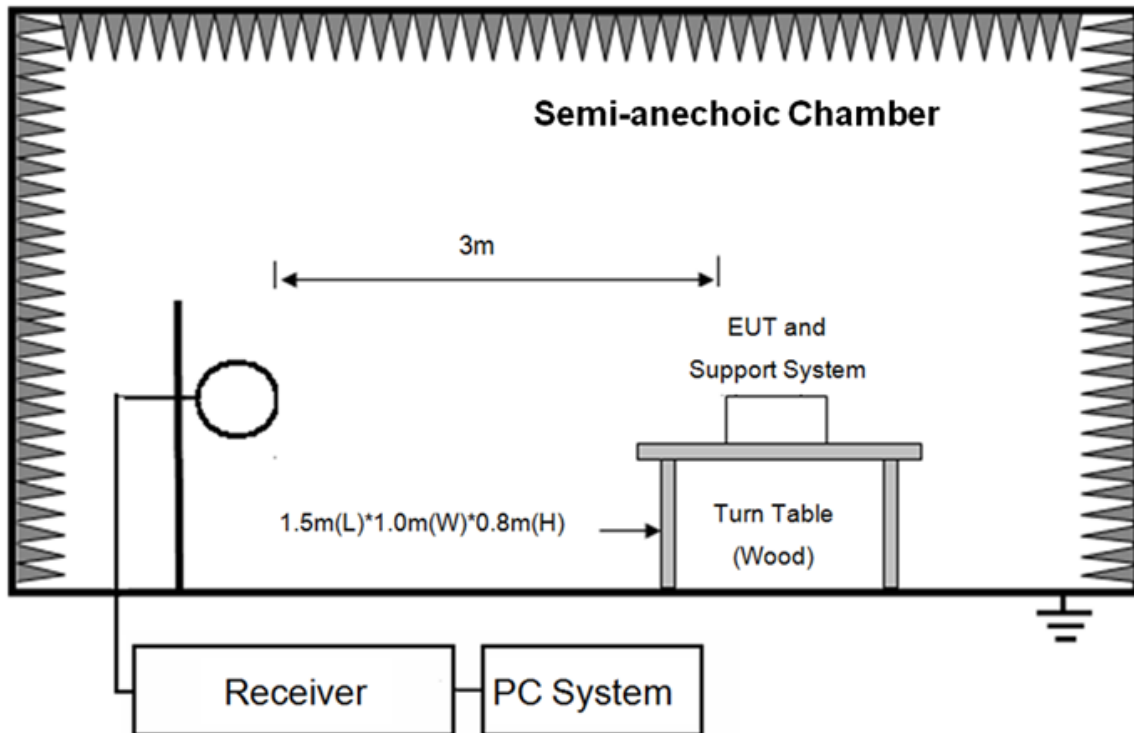 Semi-anechoic Chamber
3m
EUT and
Support System
1.5m(L)*1.0m(W)*0.8m(H)
Turn Table
(Wood)
Receiver
PC System